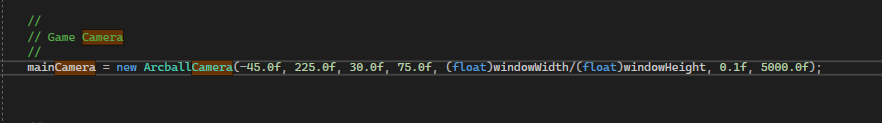 //
// Game Camera
//
mainCamera = new ArcballCamera(-45.0f, 225.0f, 30.0f, 75.0f, (float)windowWidth/(float)windowHeight, 0.1f, 5000.0f);